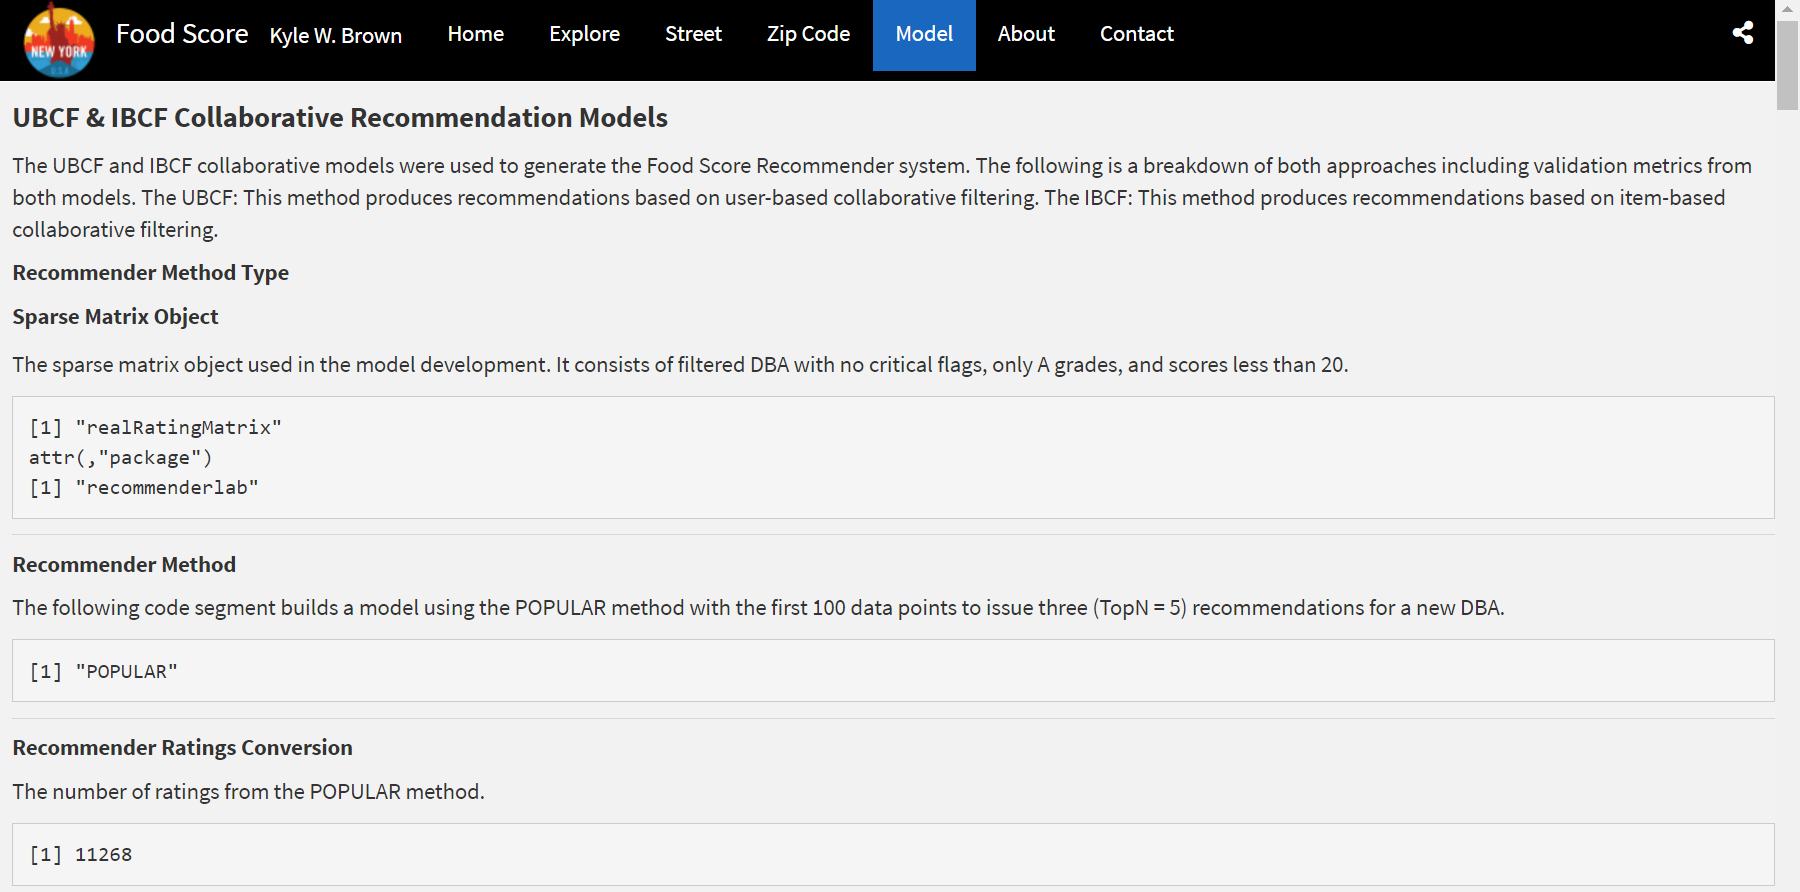 NEW YORK
U.S.A
Food Score
Kyle W. Brown
Home
Explore
Street
Zip Code
Model
About
Contact
UBCF & IBCF Collaborative Recommendation Models
The UBCF and IBCF collaborative models were used to generate the Food Score Recommender system. The following is a breakdown of both approaches including validation metrics from
both models. The UBCF: This method produces recommendations based on user-based collaborative filtering. The IBCF: This method produces recommendations based on item-based
collaborative filtering.
Recommender Method Type
Sparse Matrix Object
The sparse matrix object used in the model development. It consists of filtered DBA with no critical flags, only A grades, and scores less than 20.
[1] "realRatingMatrix"
attr(,"package")
[1] "recommenderlab"
Recommender Method
The following code segment builds a model using the POPULAR method with the first 100 data points to issue three (TopN = 5) recommendations for a new DBA.
[1] "POPULAR"
Recommender Ratings Conversion
The number of ratings from the POPULAR method.
[1] 11268